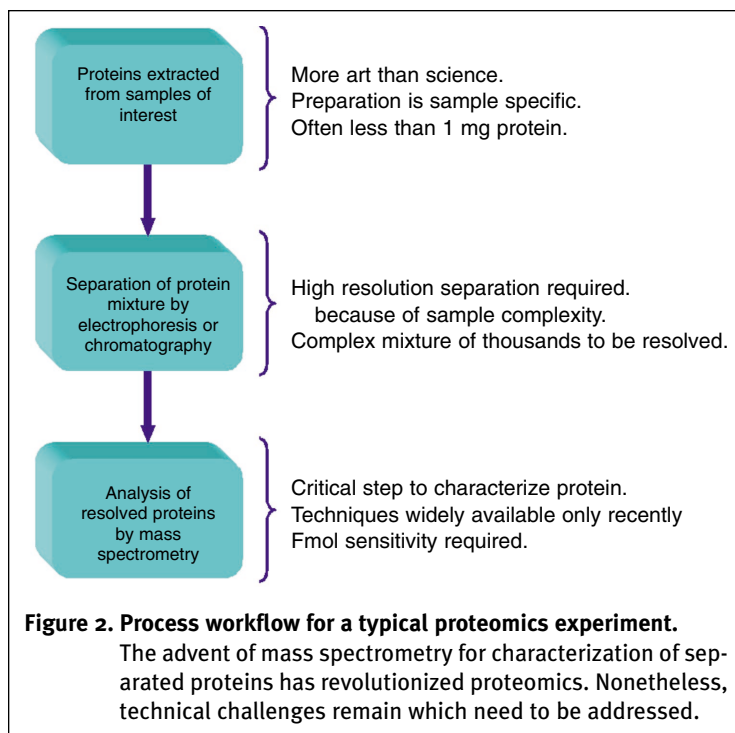 Proteins extracted
from samples of
interest
More art than science.
Preparation is sample specific.
Often less than 1 mg protein.
Separation of protein
mixture by
electrophoresis or
chromatography
High resolution separation required.
because of sample complexity.
Complex mixture of thousands to be resolved.
Analysis of
resolved proteins
by mass
spectrometry
Critical step to characterize protein.
Techniques widely available only recently
Fmol sensitivity required.
Figure 2. Process workflow for a typical proteomics experiment.
The advent of mass spectrometry for characterization of sep-
arated proteins has revolutionized proteomics. Nonetheless,
technical challenges remain which need to be addressed.